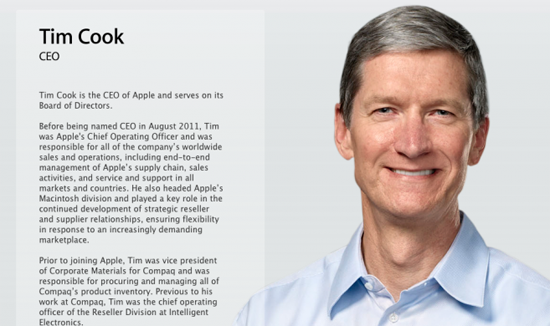 Tim Cook
CEO
Tim Cook is the CEO of Apple and serves on its
Board of Directors.
Before being named CEO in August 2011, Tim
was Apple's Chief Operating Officer and was
responsible for all of the company's worldwide
sales and operations, including end-to-end
management of Apple's supply chain, sales
activities, and service and support in all
markets and countries. He also headed Apple's
Macintosh division and played a key role in the
continued development of strategic reseller
and supplier relationships, ensuring flexibility
in response to an increasingly demanding
marketplace.
Prior to joining Apple, Tim was vice president
of Corporate Materials for Compaq and was
responsible for procuring and managing all of
Compaq's product inventory. Previous to his
work at Compaq, Tim was the chief operating
officer of the Reseller Division at Intelligent
Electronics.